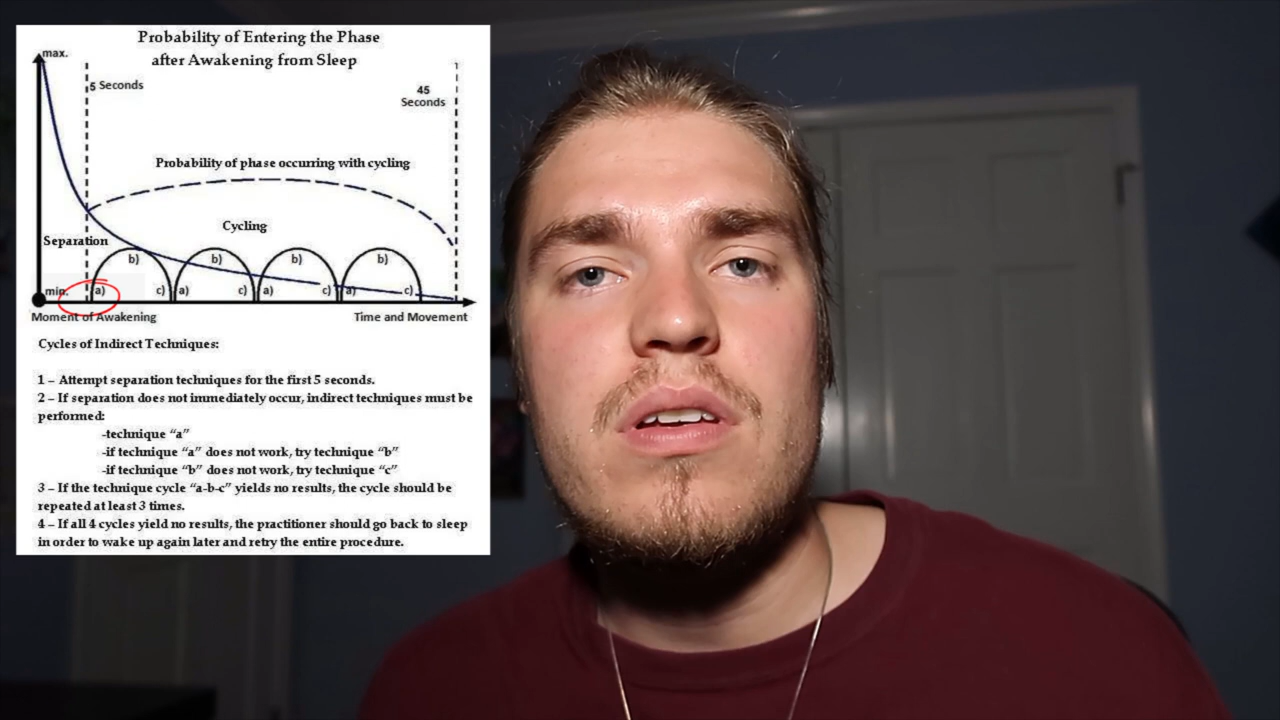 Probability of Entering the Phase
after Awakening from Sleep
max.
5 Seconds
45
Seconds
Probability of phase occurring with cycling
Cycling
Separation
b) b) b) b)
min. a) c) a) c) a) c) a) c)
Moment of Awakening Time and Movement
Cycles of Indirect Techniques:
1 – Attempt separation techniques for the first 5 seconds.
2 – If separation does not immediately occur, indirect techniques must be
performed:
-technique “a”
-if technique “a” does not work, try technique “b”
-if technique “b” does not work, try technique “c”
3 – If the technique cycle “a-b-c” yields no results, the cycle should be
repeated at least 3 times.
4 – If all 4 cycles yield no results, the practitioner should go back to sleep
in order to wake up again later and retry the entire procedure.